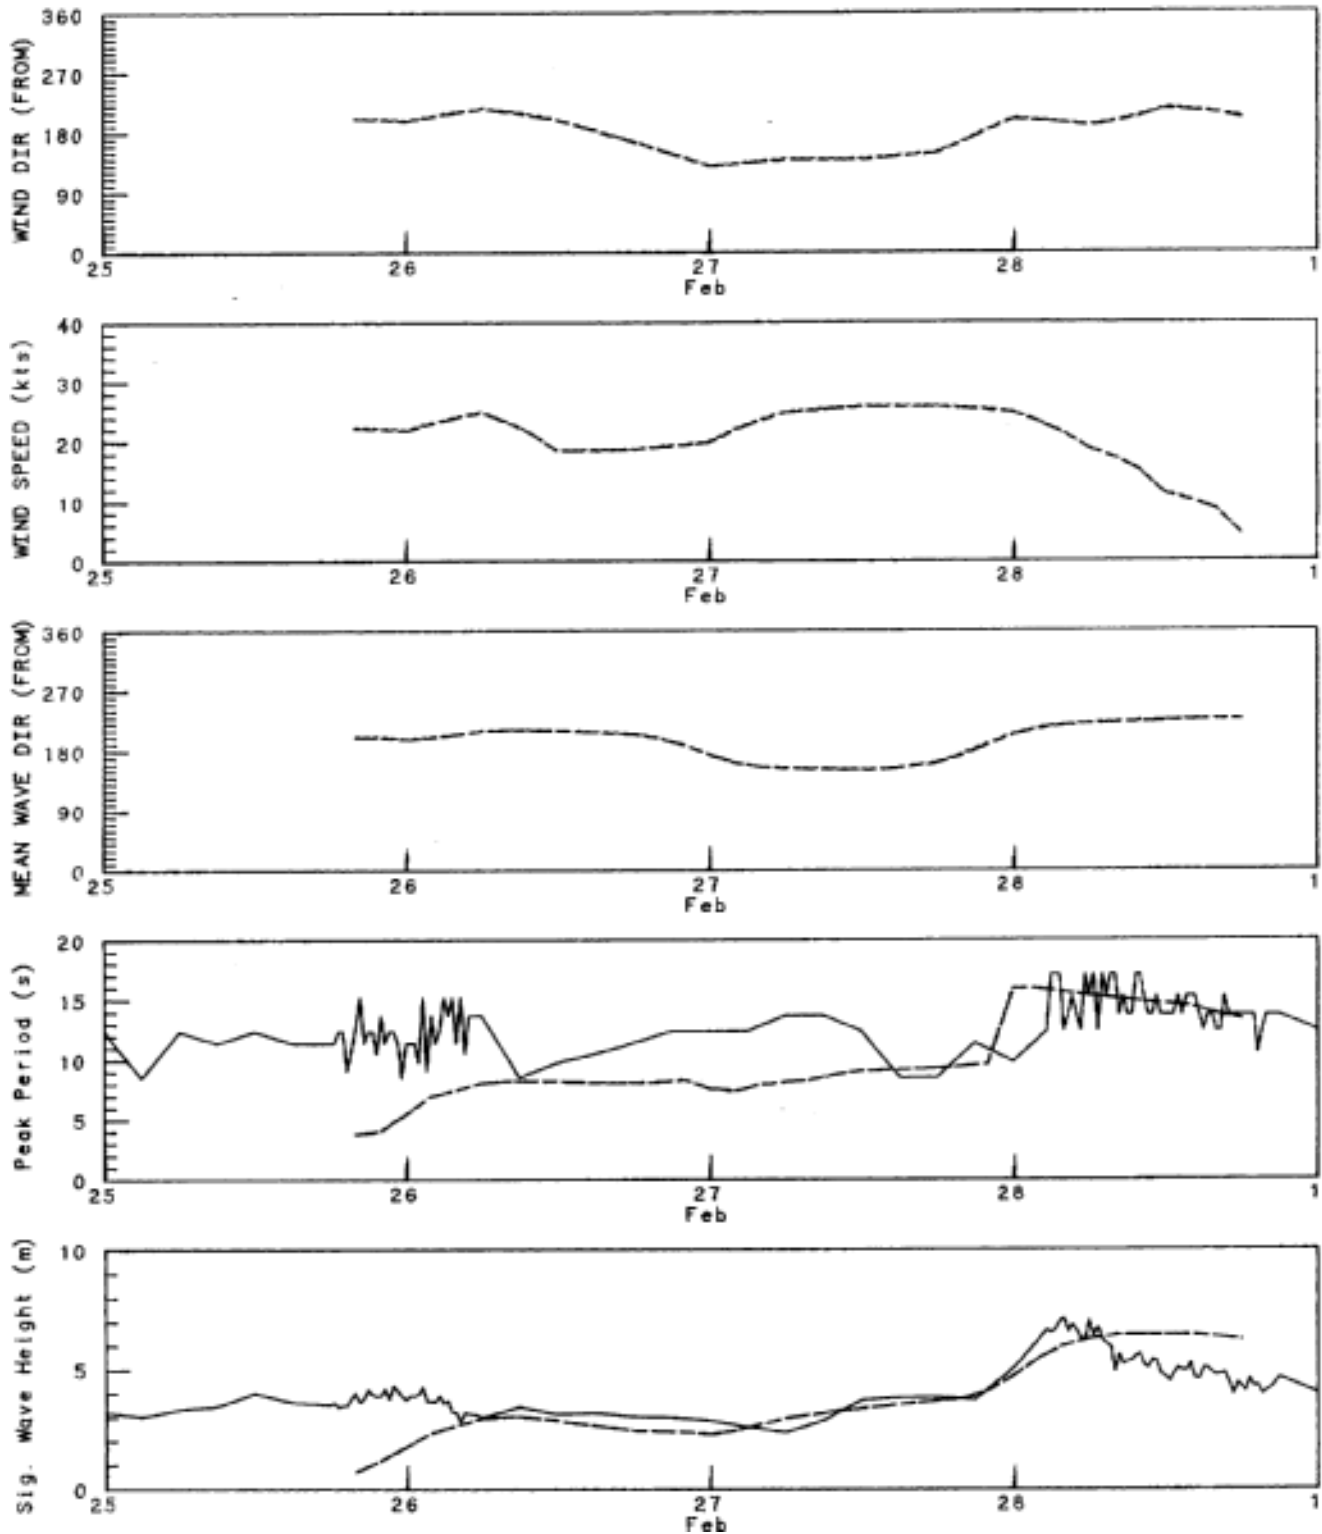 WIND DIR (FROM)
360
270
180
90
0
25 26 27 28 1
Feb
WIND SPEED (kts)
40
30
20
10
0
25 26 27 28 1
Feb
MEAN WAVE DIR (FROM)
360
270
180
90
0
25 26 27 28 1
Feb
Peak Period (s)
20
15
10
5
0
25 26 27 28 1
Feb
Sig. Wave Height (m)
10
5
0
25 26 27 28 1
Feb